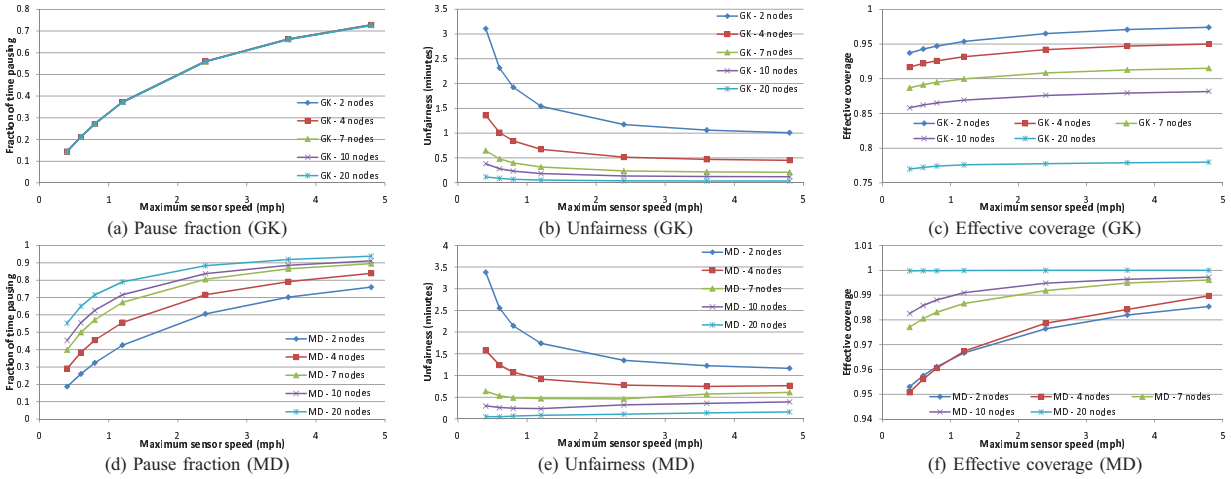 Fraction of time pausing
0.8
0.7
0.6
0.5
0.4
0.3
0.2
0.1
0
0 1 2 3 4 5
Maximum sensor speed (mph)
GK - 2 nodes
GK - 4 nodes
GK - 7 nodes
GK - 10 nodes
GK - 20 nodes
(a) Pause fraction (GK)
Unfairness (minutes)
3.5
3
2.5
2
1.5
1
0.5
0
0 1 2 3 4 5
Maximum sensor speed (mph)
GK - 2 nodes
GK - 4 nodes
GK - 7 nodes
GK - 10 nodes
GK - 20 nodes
(b) Unfairness (GK)
Effective coverage
1
0.95
0.9
0.85
0.8
0.75
0 1 2 3 4 5
Maximum sensor speed (mph)
GK - 2 nodes GK - 4 nodes GK - 7 nodes
GK - 10 nodes GK - 20 nodes
(c) Effective coverage (GK)
Fraction of time pausing
1
0.9
0.8
0.7
0.6
0.5
0.4
0.3
0.2
0.1
0
0 1 2 3 4 5
Maximum sensor speed (mph)
MD - 2 nodes
MD - 4 nodes
MD - 7 nodes
MD - 10 nodes
MD - 20 nodes
(d) Pause fraction (MD)
Unfairness (minutes)
4
3.5
3
2.5
2
1.5
1
0.5
0
0 1 2 3 4 5
Maximum sensor speed (mph)
MD - 2 nodes
MD - 4 nodes
MD - 7 nodes
MD - 10 nodes
MD - 20 nodes
(e) Unfairness (MD)
Effective coverage
1.01
1
0.99
0.98
0.97
0.96
0.95
0.94
0 1 2 3 4 5
Maximum sensor speed (mph)
MD - 2 nodes MD - 4 nodes MD - 7 nodes
MD - 10 nodes MD - 20 nodes
(f) Effective coverage (MD)